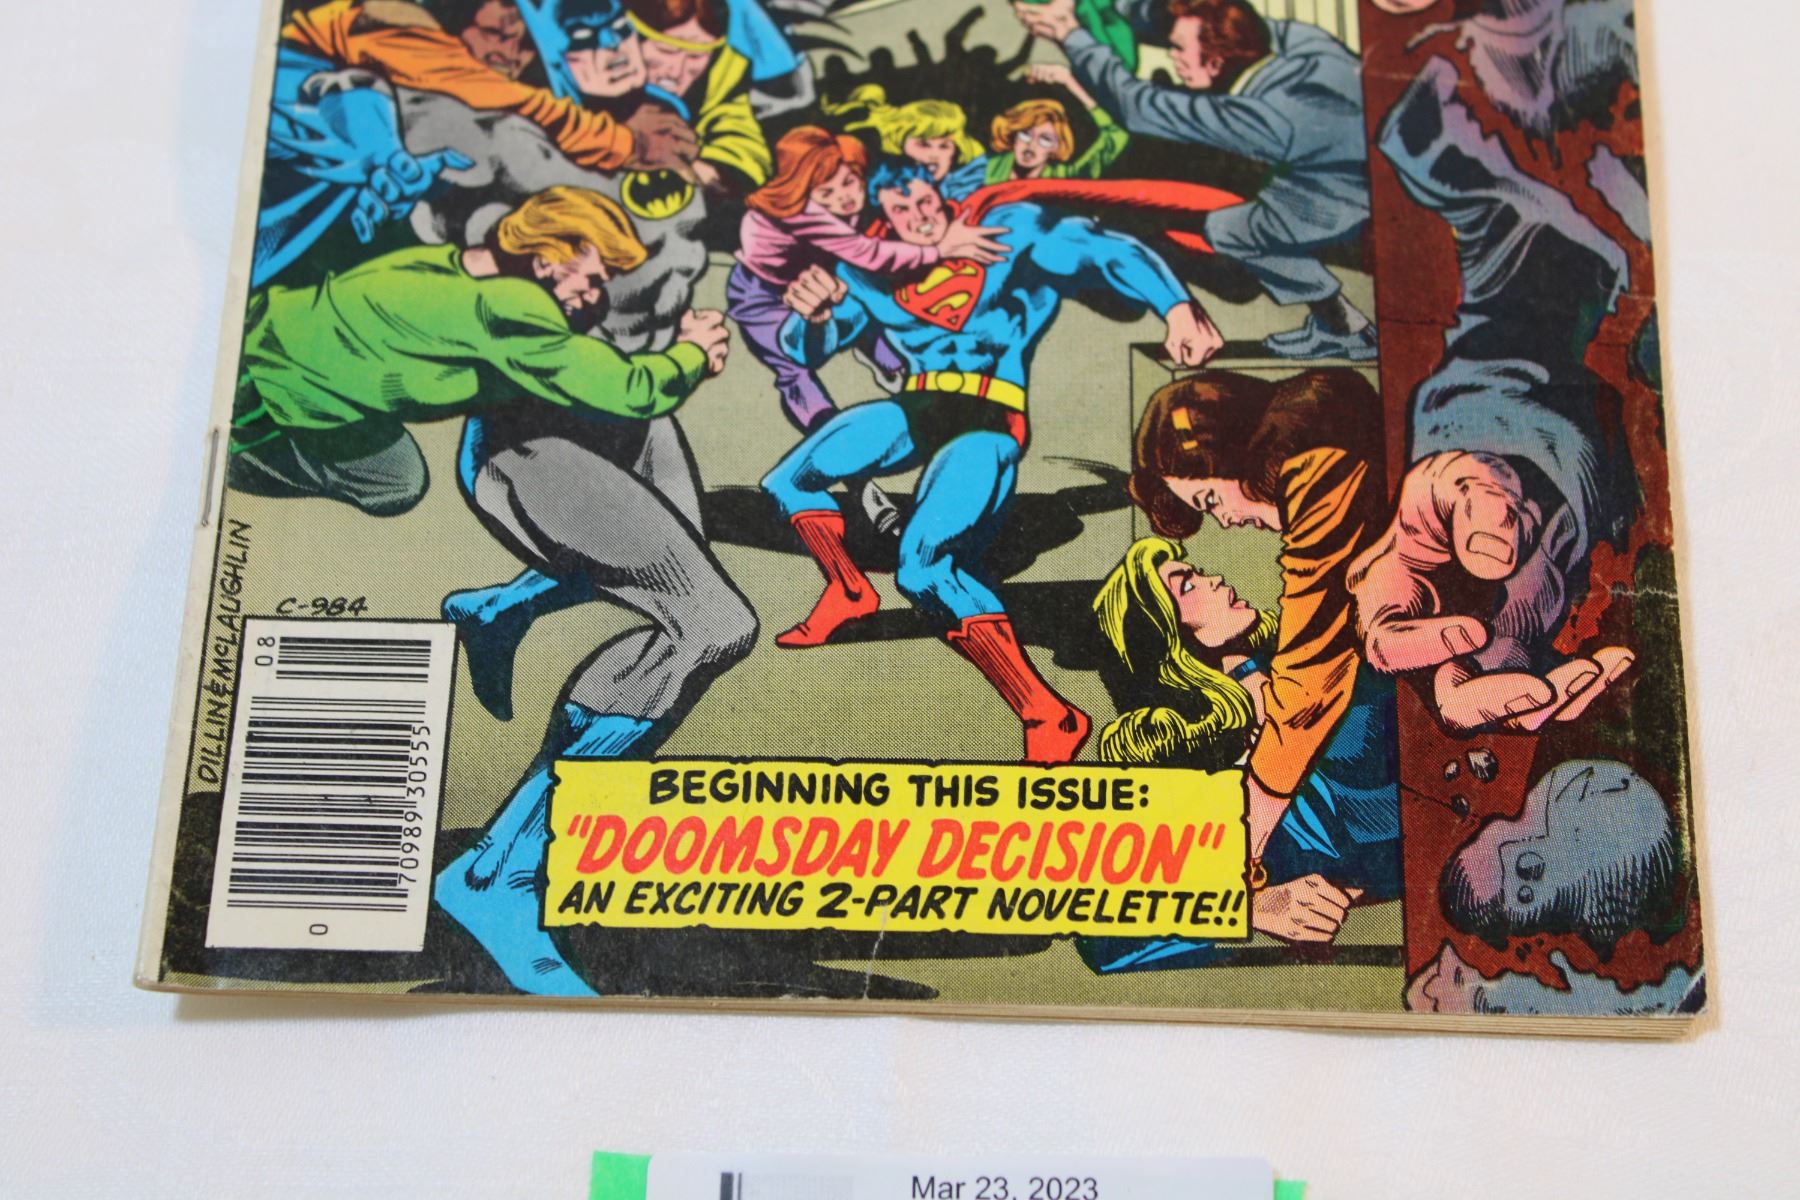 DILLIN & McLAUGHLIN
C-984
08
70989 30555
0
BEGINNING THIS ISSUE:
"DOOMSDAY DECISION"
AN EXCITING 2-PART NOVELETTE!!
Mar 23, 2023